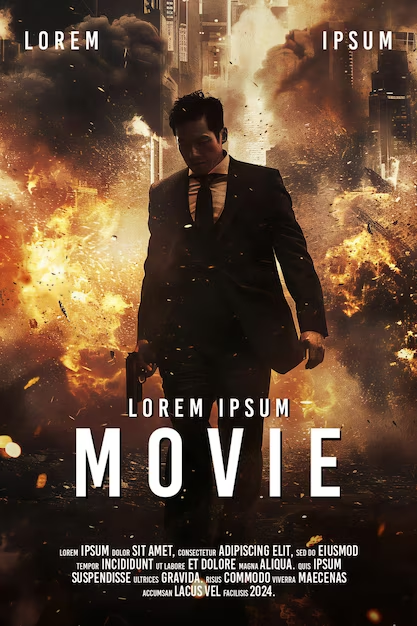 LOREM IPSUM
LOREM IPSUM
MOVIE
LOREM IPSUM DOLOR SIT AMET, CONSECTETUR ADIPISCING ELIT, SED DO EIUSMOD
TEMPOR INCIDIDUNT UT LABORE ET DOLORE MAGNA ALIQUA. QUIS IPSUM
SUSPENDISSE ULTRICES GRAVIDA. RISUS COMMODO VIVERRA MAECENAS
ACCUMSAN LACUS VEL FACILISIS 2024.